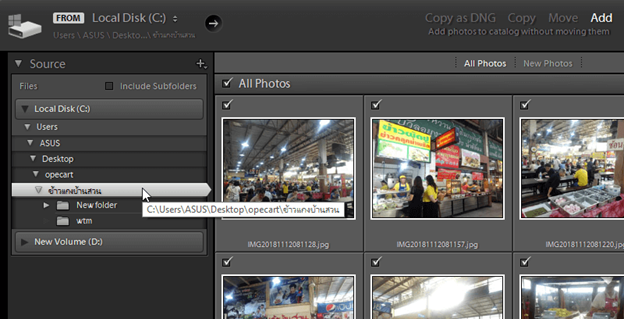 FROM Local Disk (C:)
Users \ ASUS \ Deskto...\ ข้าวแกงบ้านสวน
Copy as DNG Copy Move Add
Add photos to catalog without moving them
Source
Files Include Subfolders
Local Disk (C:)
Users
ASUS
Desktop
opecart
ข้าวแกงบ้านสวน
New folder
wtm
C:\Users\ASUS\Desktop\opecart\ข้าวแกงบ้านสวน
New Volume (D:)
All Photos New Photos
All Photos
IMG20181112081128.jpg
IMG20181112081157.jpg
IMG20181112081220.jpg